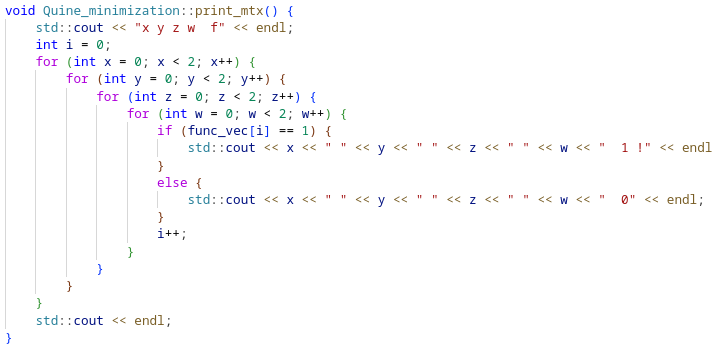 void Quine_minimization::print_mtx() {
    std::cout << "x y z w  f" << endl;
    int i = 0;
    for (int x = 0; x < 2; x++) {
        for (int y = 0; y < 2; y++) {
            for (int z = 0; z < 2; z++) {
                for (int w = 0; w < 2; w++) {
                    if (func_vec[i] == 1) {
                        std::cout << x << " " << y << " " << z << " " << w << "  1 !" << endl
                    }
                    else {
                        std::cout << x << " " << y << " " << z << " " << w << "  0" << endl;
                    }
                    i++;
                }
            }
        }
    }
    std::cout << endl;
}